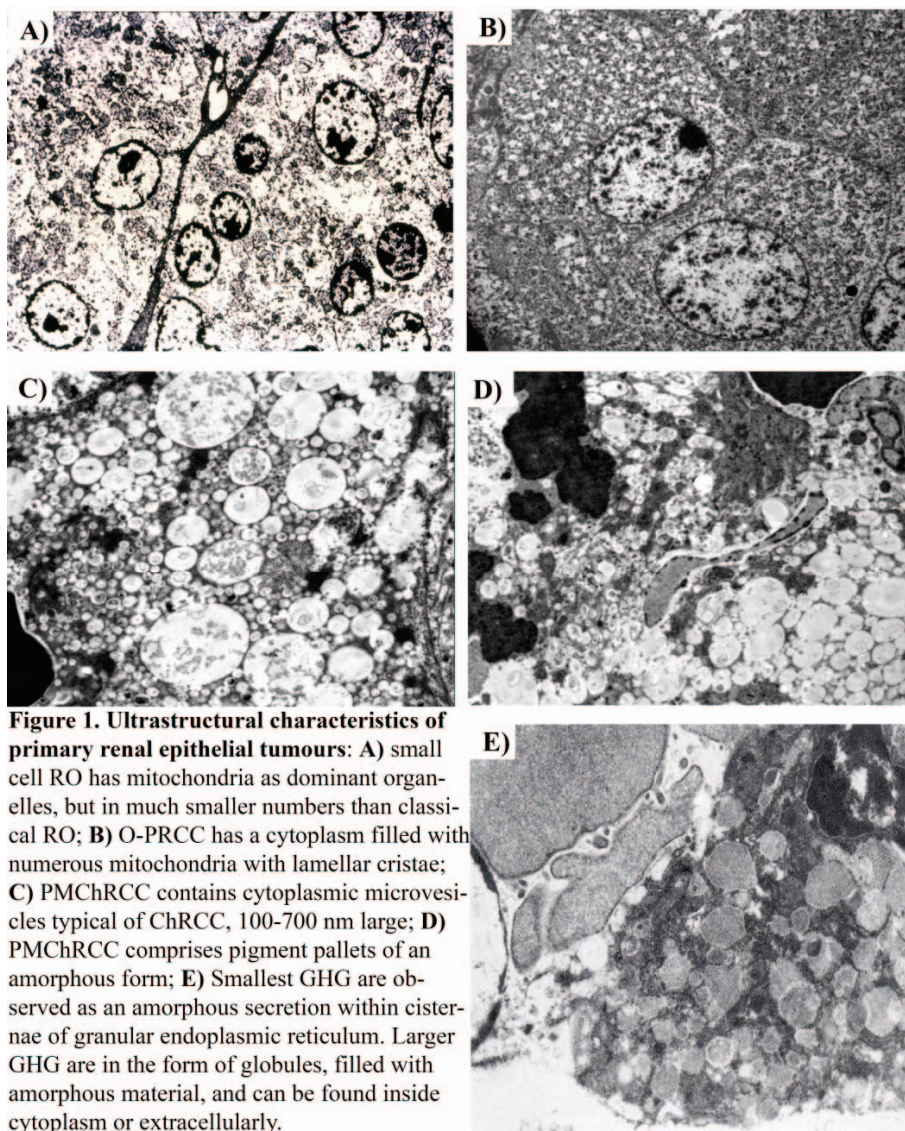 A)
B)
C)
D)
Figure 1. Ultrastructural characteristics of
primary renal epithelial tumours: A) small
cell RO has mitochondria as dominant organ-
elles, but in much smaller numbers than classi-
cal RO; B) O-PRCC has a cytoplasm filled with
numerous mitochondria with lamellar cristae;
C) PMChRCC contains cytoplasmic microvesi-
cles typical of ChRCC, 100-700 nm large; D)
PMChRCC comprises pigment pallets of an
amorphous form; E) Smallest GHG are ob-
served as an amorphous secretion within cister-
nae of granular endoplasmic reticulum. Larger
GHG are in the form of globules, filled with
amorphous material, and can be found inside
cytoplasm or extracellularly.
E)